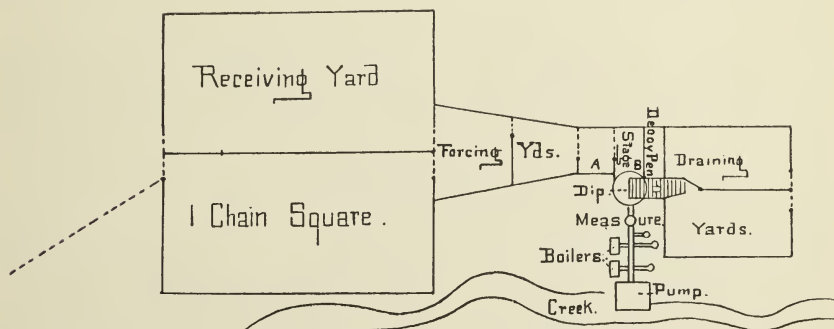 Receiving Yard
1 Chain Square.
Forcing Yds.
A
Stage
B
Decoy Pen
Draining
Yards.
Dip.
Measure.
Boilers.
Pump.
Creek.